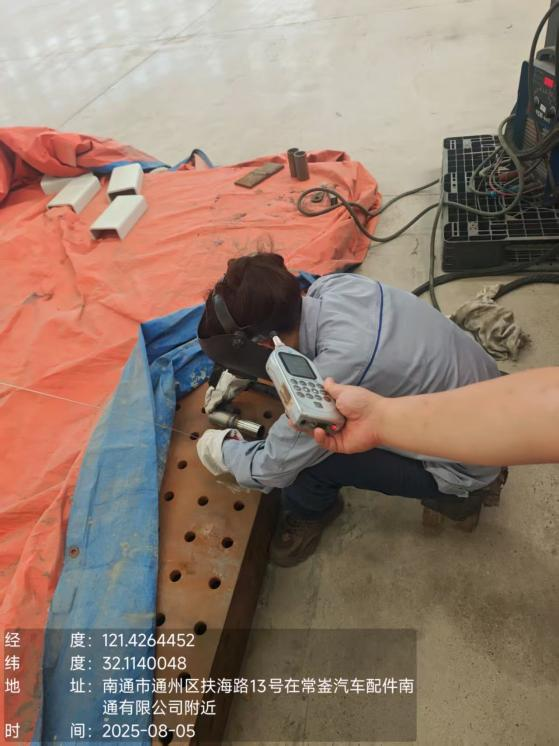 经 度：121.4264452
纬 度：32.1140048
地 址：南通市通州区扶海路13号在常崟汽车配件南
通有限公司附近
时 间：2025-08-05